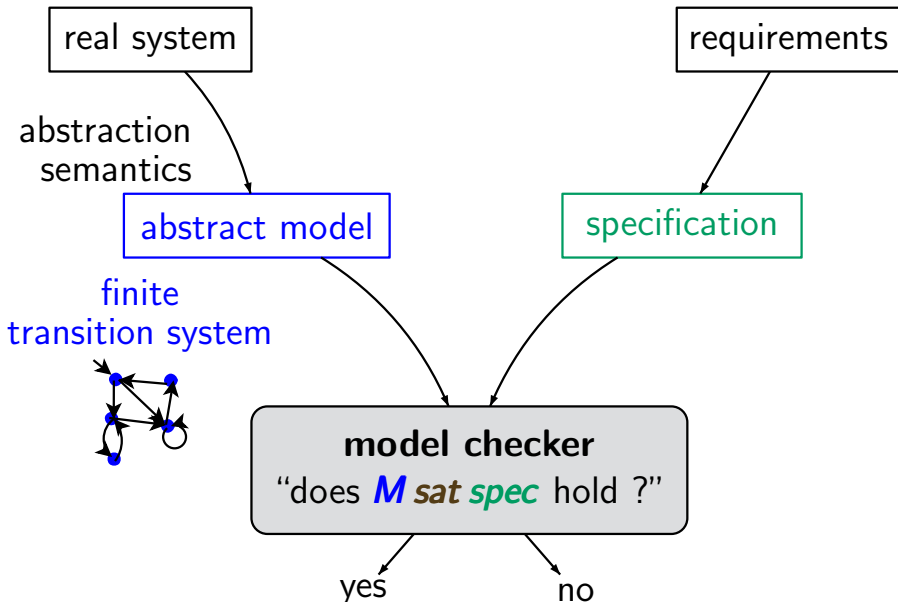 real system
requirements
abstraction
semantics
abstract model
specification
finite
transition system
model checker
“does M sat spec hold ?”
yes
no